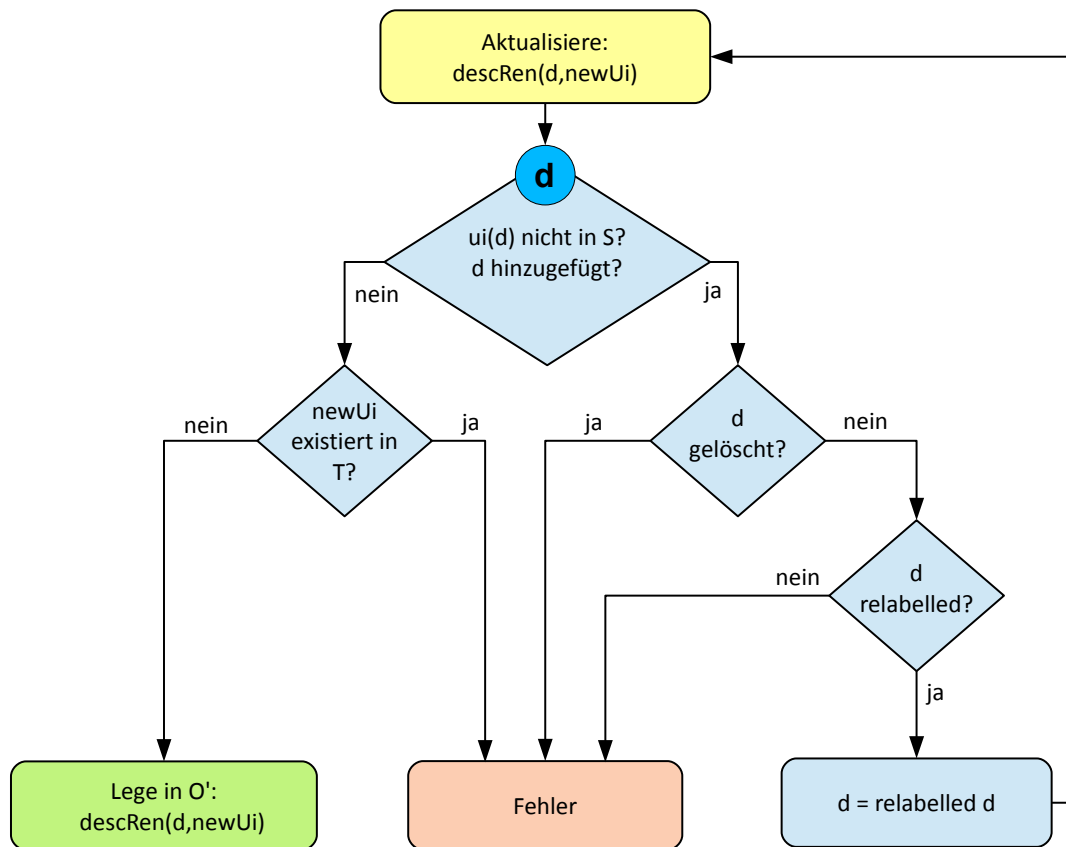 Aktualisiere:
descRen(d,newUi)
d
ui(d) nicht in S?
d hinzugefügt?
nein
ja
newUi
existiert in
T?
nein
ja
d
gelöscht?
ja
nein
d
relabelled?
nein
ja
Lege in O':
descRen(d,newUi)
Fehler
d = relabelled d